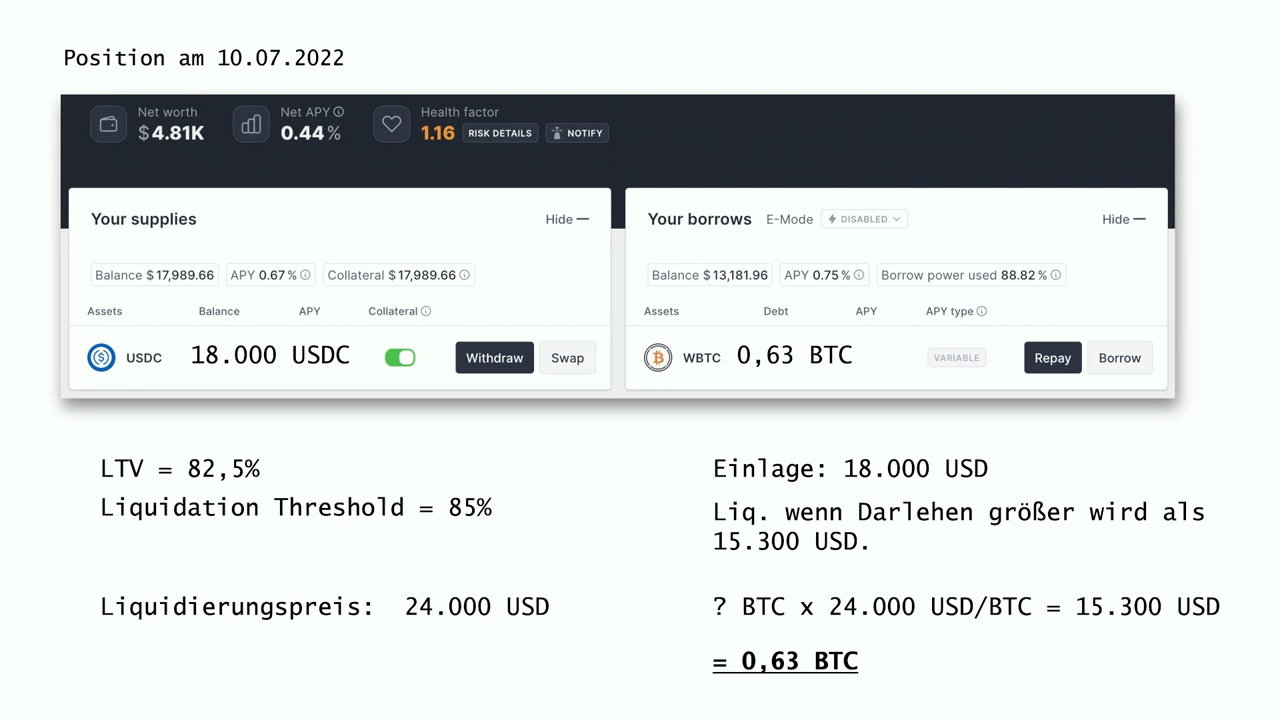 Position am 10.07.2022
Net worth
$4.81K
Net APY
0.44%
Health factor
1.16 RISK DETAILS NOTIFY
Your supplies
Hide
Balance $17,989.66 APY 0.67% Collateral $17,989.66
Assets Balance APY Collateral
USDC 18.000 USDC Withdraw Swap
Your borrows E-Mode DISABLED
Hide
Balance $13,181.96 APY 0.75% Borrow power used 88.82%
Assets Debt APY APY type
WBTC 0,63 BTC VARIABLE Repay Borrow
LTV = 82,5%
Liquidation Threshold = 85%
Liquidierungspreis: 24.000 USD
Einlage: 18.000 USD
Liq. wenn Darlehen größer wird als
15.300 USD.
? BTC x 24.000 USD/BTC = 15.300 USD
= 0,63 BTC